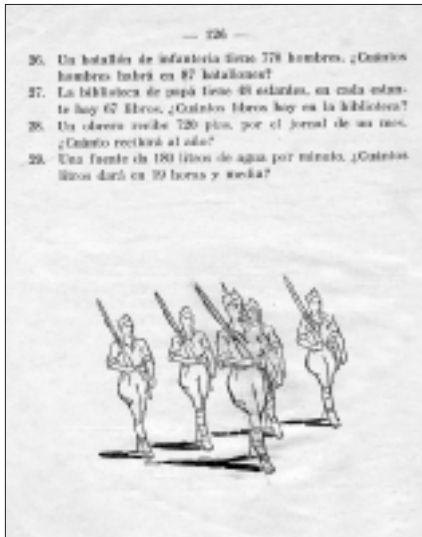 — 126 —
26. Un batallón de infantería tiene 778 hombres. ¿Cuántos
hombres habrá en 87 batallones?
27. La biblioteca de papá tiene 48 estantes, en cada estan-
te hay 67 libros. ¿Cuántos libros hay en la biblioteca?
28. Un obrero recibe 720 ptas. por el jornal de un mes.
¿Cuánto recibirá al año?
29. Una fuente da 180 litros de agua por minuto. ¿Cuántos
litros dará en 19 horas y media?